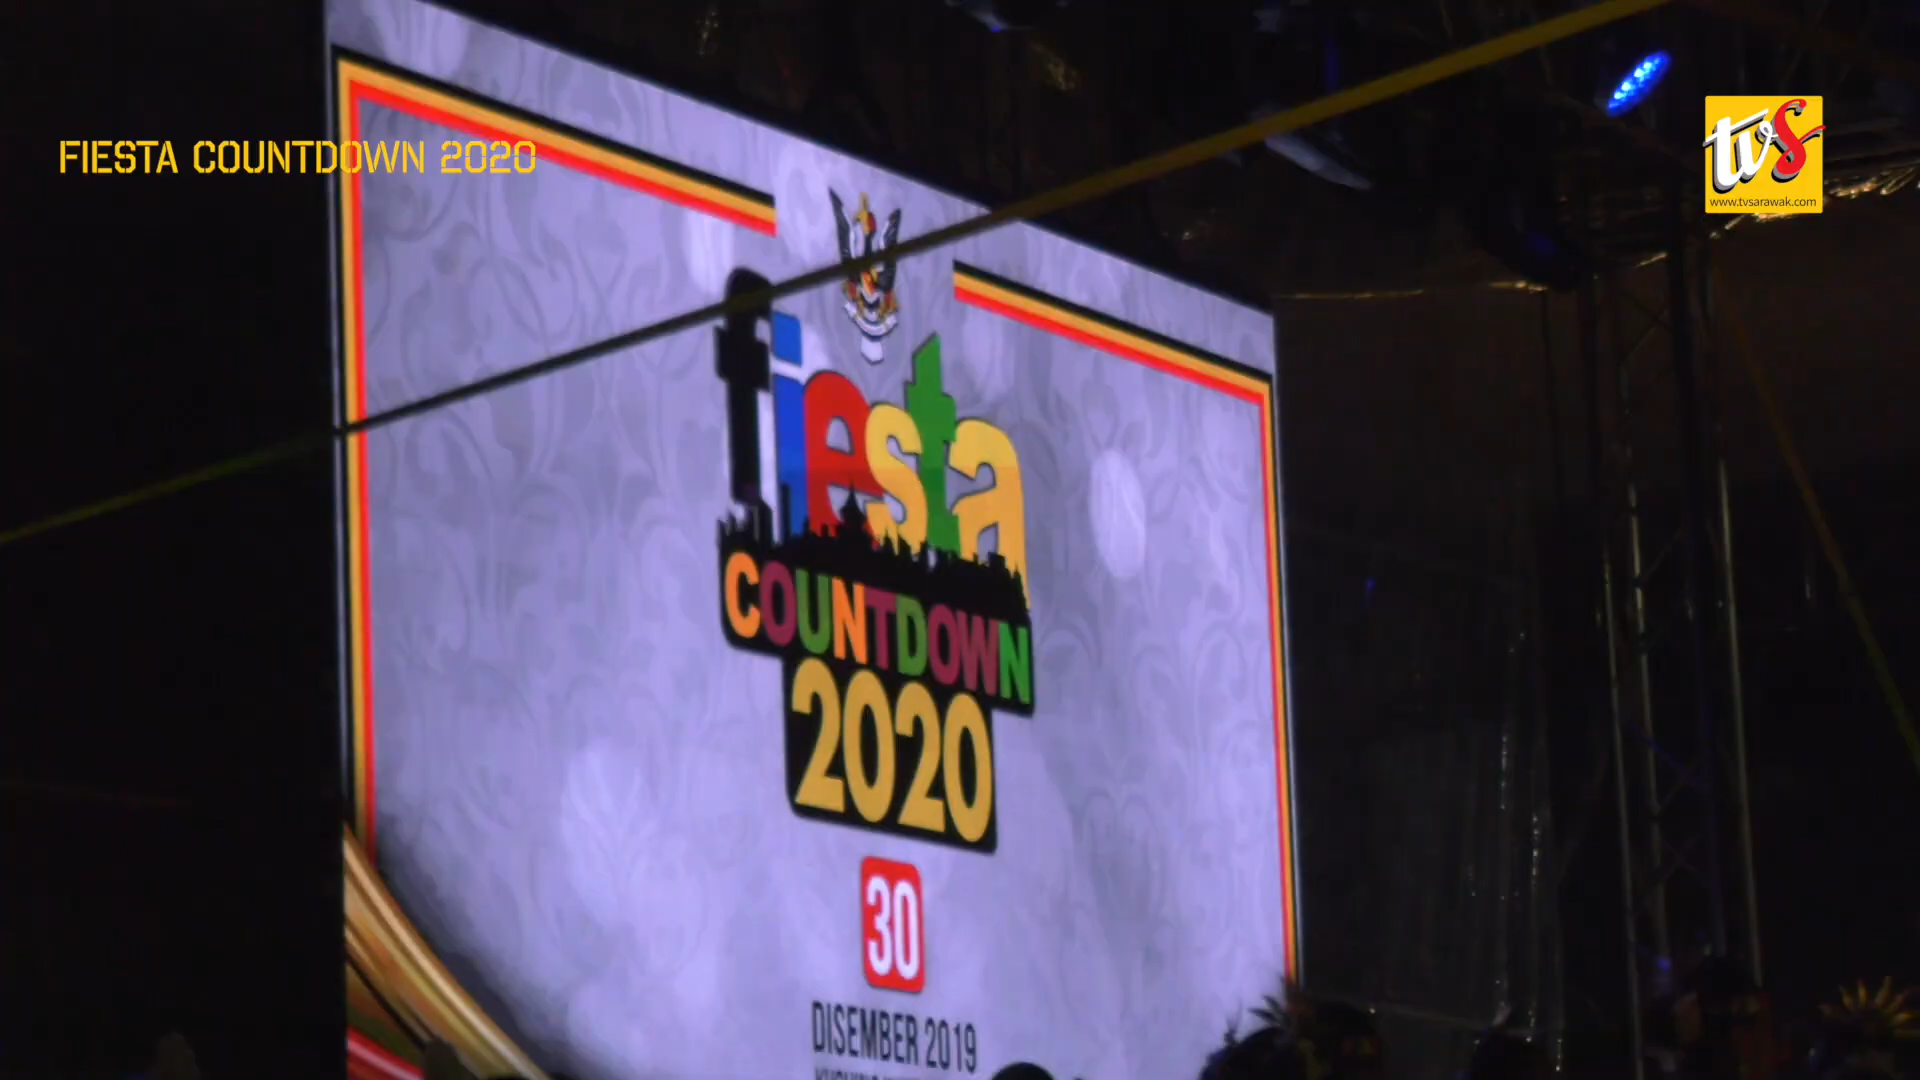 FIESTA COUNTDOWN 2020
tvs
www.tvsarawak.com
fiesta
COUNTDOWN
2020
30
DISEMBER 2019